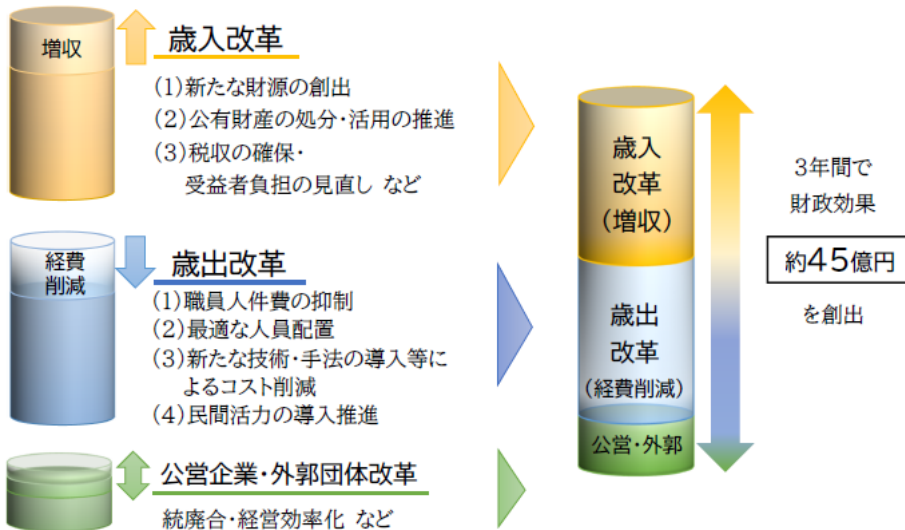 増収
歳入改革
(1)新たな財源の創出
(2)公有財産の処分・活用の推進
(3)税収の確保・
受益者負担の見直し など
経費
削減
歳出改革
(1)職員人件費の抑制
(2)最適な人員配置
(3)新たな技術・手法の導入等に
よるコスト削減
(4)民間活力の導入推進
公営企業・外郭団体改革
統廃合・経営効率化 など
歳入
改革
(増収)
歳出
改革
(経費削減)
公営・外郭
3年間で
財政効果
約45億円
を創出